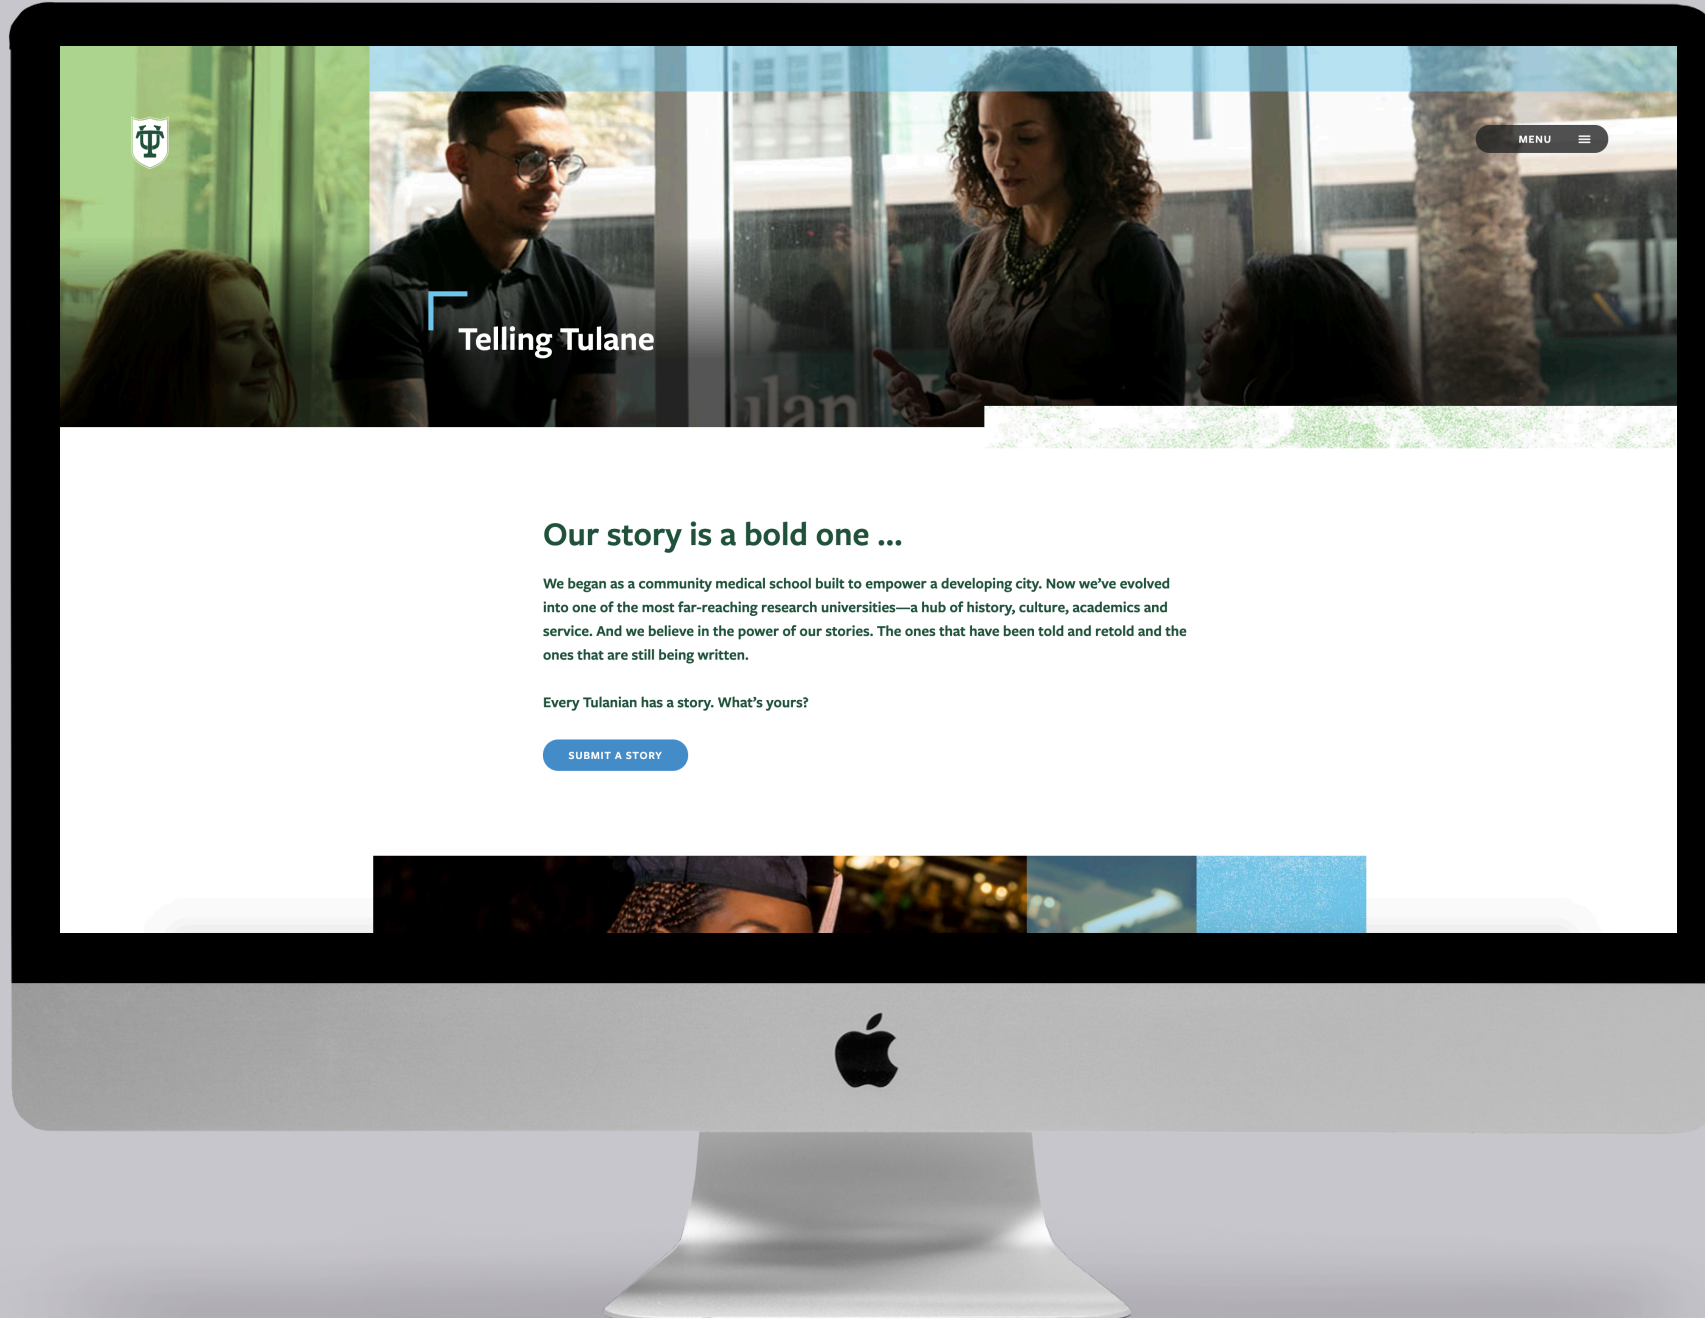 MENU
Telling Tulane
Our story is a bold one ...
We began as a community medical school built to empower a developing city. Now we’ve evolved
into one of the most far-reaching research universities—a hub of history, culture, academics and
service. And we believe in the power of our stories. The ones that have been told and retold and the
ones that are still being written.
Every Tulanian has a story. What’s yours?
SUBMIT A STORY